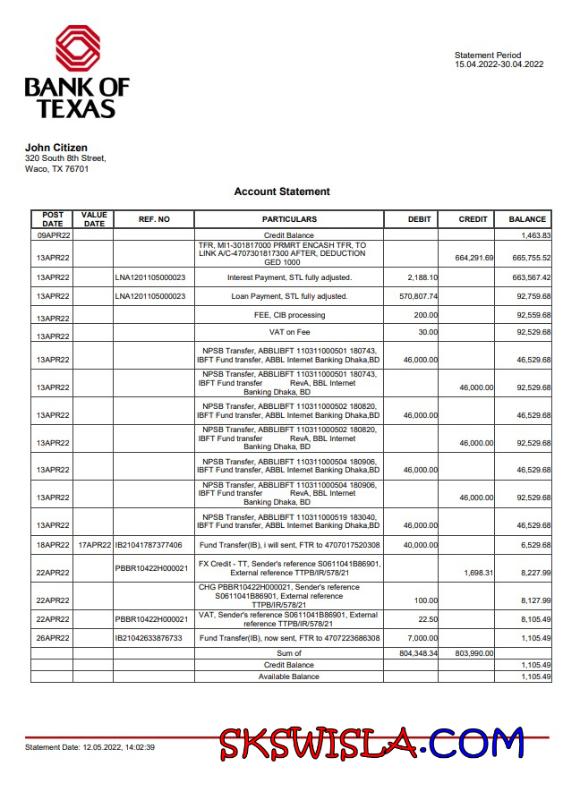 BANK OF
TEXAS
Statement Period
15.04.2022-30.04.2022
John Citizen
320 South 8th Street,
Waco, TX 76701
Account Statement
POST DATE VALUE DATE REF. NO PARTICULARS DEBIT CREDIT BALANCE
09APR22 Credit Balance 1,463.83
13APR22 TFR, MI1-301817000 PRMRT ENCASH TFR, TO
LINK A/C-4707301817300 AFTER, DEDUCTION
GED 1000 664,291.69 665,755.52
13APR22 LNA1201105000023 Interest Payment, STL fully adjusted. 2,188.10 663,567.42
13APR22 LNA1201105000023 Loan Payment, STL fully adjusted. 570,807.74 92,759.68
13APR22 FEE, CIB processing 200.00 92,559.68
13APR22 VAT on Fee 30.00 92,529.68
13APR22 NPSB Transfer, ABBLIBFT 110311000501 180743,
IBFT Fund transfer, ABBL Internet Banking Dhaka,BD 46,000.00 46,529.68
13APR22 NPSB Transfer, ABBLIBFT 110311000501 180743,
IBFT Fund transfer RevA, BBL Internet
Banking Dhaka, BD 46,000.00 92,529.68
13APR22 NPSB Transfer, ABBLIBFT 110311000502 180820,
IBFT Fund transfer, ABBL Internet Banking Dhaka,BD 46,000.00 46,529.68
13APR22 NPSB Transfer, ABBLIBFT 110311000502 180820,
IBFT Fund transfer RevA, BBL Internet
Banking Dhaka, BD 46,000.00 92,529.68
13APR22 NPSB Transfer, ABBLIBFT 110311000504 180906,
IBFT Fund transfer, ABBL Internet Banking Dhaka,BD 46,000.00 46,529.68
13APR22 NPSB Transfer, ABBLIBFT 110311000504 180906,
IBFT Fund transfer RevA, BBL Internet
Banking Dhaka, BD 46,000.00 92,529.68
13APR22 NPSB Transfer, ABBLIBFT 110311000519 183040,
IBFT Fund transfer, ABBL Internet Banking Dhaka,BD 46,000.00 46,529.68
18APR22 17APR22 IB21041787377406 Fund Transfer(IB), i will sent, FTR to 4707017520308 40,000.00 6,529.68
22APR22 PBBR10422H000021 FX Credit - TT, Sender's reference S0611041B86901,
External reference TTPB/IR/578/21 1,698.31 8,227.99
22APR22 CHG PBBR10422H000021, Sender's reference
S0611041B86901, External reference
TTPB/IR/578/21 100.00 8,127.99
22APR22 PBBR10422H000021 VAT, Sender's reference S0611041B86901, External
reference TTPB/IR/578/21 22.50 8,105.49
26APR22 IB21042633876733 Fund Transfer(IB), now sent, FTR to 4707223686308 7,000.00 1,105.49
Sum of 804,348.34 803,990.00
Credit Balance 1,105.49
Available Balance 1,105.49
Statement Date: 12.05.2022, 14:02:39
SKSWISLA.COM